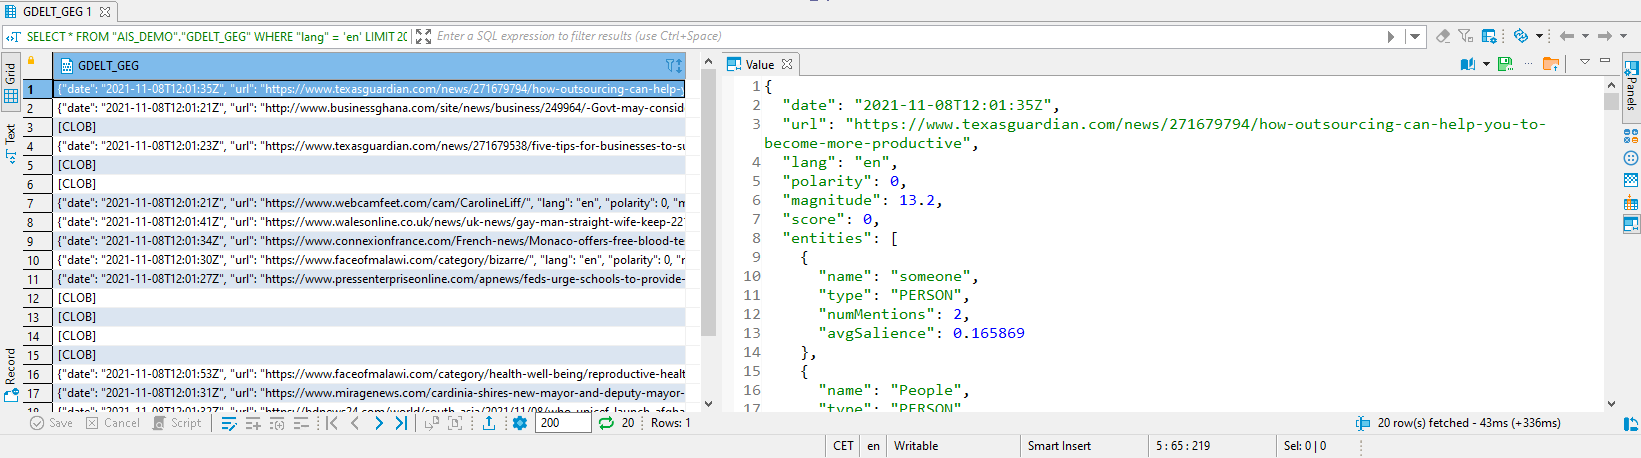 GDELT_GEG 1
SELECT * FROM "AIS_DEMO"."GDELT_GEG" WHERE "lang" = 'en' LIMIT 20
Enter a SQL expression to filter results (use Ctrl+Space)
Grid
Text
Record
GDELT_GEG
1 {"date": "2021-11-08T12:01:35Z", "url": "https://www.texasguardian.com/news/271679794/how-outsourcing-can-help-y
2 {"date": "2021-11-08T12:01:21Z", "url": "http://www.businessghana.com/site/news/business/249964/-Govt-may-consid
3 [CLOB]
4 {"date": "2021-11-08T12:01:23Z", "url": "https://www.texasguardian.com/news/271679538/five-tips-for-businesses-to-su
5 [CLOB]
6 [CLOB]
7 {"date": "2021-11-08T12:01:21Z", "url": "https://www.webcamfeet.com/cam/CarolineLiff/", "lang": "en", "polarity": 0, "m
8 {"date": "2021-11-08T12:01:41Z", "url": "https://www.walesonline.co.uk/news/uk-news/gay-man-straight-wife-keep-221
9 {"date": "2021-11-08T12:01:34Z", "url": "https://www.connexionfrance.com/French-news/Monaco-offers-free-blood-te
10 {"date": "2021-11-08T12:01:30Z", "url": "https://www.faceofmalawi.com/category/bizarre/", "lang": "en", "polarity": 0, "r
11 {"date": "2021-11-08T12:01:27Z", "url": "https://www.pressenterpriseonline.com/apnews/feds-urge-schools-to-provide-
12 [CLOB]
13 [CLOB]
14 [CLOB]
15 [CLOB]
16 {"date": "2021-11-08T12:01:53Z", "url": "https://www.faceofmalawi.com/category/health-well-being/reproductive-healt
17 {"date": "2021-11-08T12:01:31Z", "url": "https://www.miragenews.com/cardinia-shires-new-mayor-and-deputy-mayor-
Value
1 {
2 "date": "2021-11-08T12:01:35Z",
3 "url": "https://www.texasguardian.com/news/271679794/how-outsourcing-can-help-you-to-
become-more-productive",
4 "lang": "en",
5 "polarity": 0,
6 "magnitude": 13.2,
7 "score": 0,
8 "entities": [
9 {
10 "name": "someone",
11 "type": "PERSON",
12 "numMentions": 2,
13 "avgSalience": 0.165869
14 },
15 {
16 "name": "People",
17 "type": "PERSON"
Panels
Save Cancel Script 200 20 Rows: 1
20 row(s) fetched - 43ms (+336ms)
CET en Writable Smart Insert 5 : 65 : 219 Sel: 0 | 0